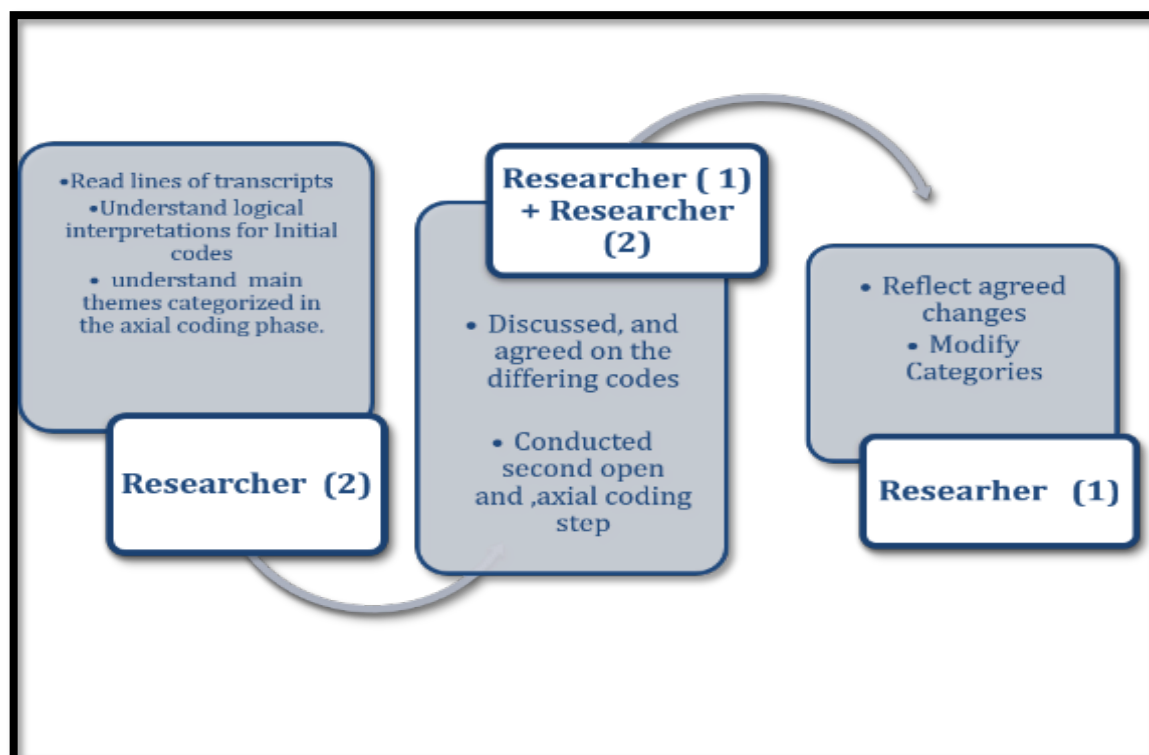 •Read lines of transcripts
•Understand logical
interpretations for Initial
codes
• understand main
themes categorized in
the axial coding phase.
Researcher (2)
Researcher ( 1)
+ Researcher
(2)
• Discussed, and
agreed on the
differing codes
• Conducted
second open
and ,axial coding
step
• Reflect agreed
changes
• Modify
Categories
Researher (1)